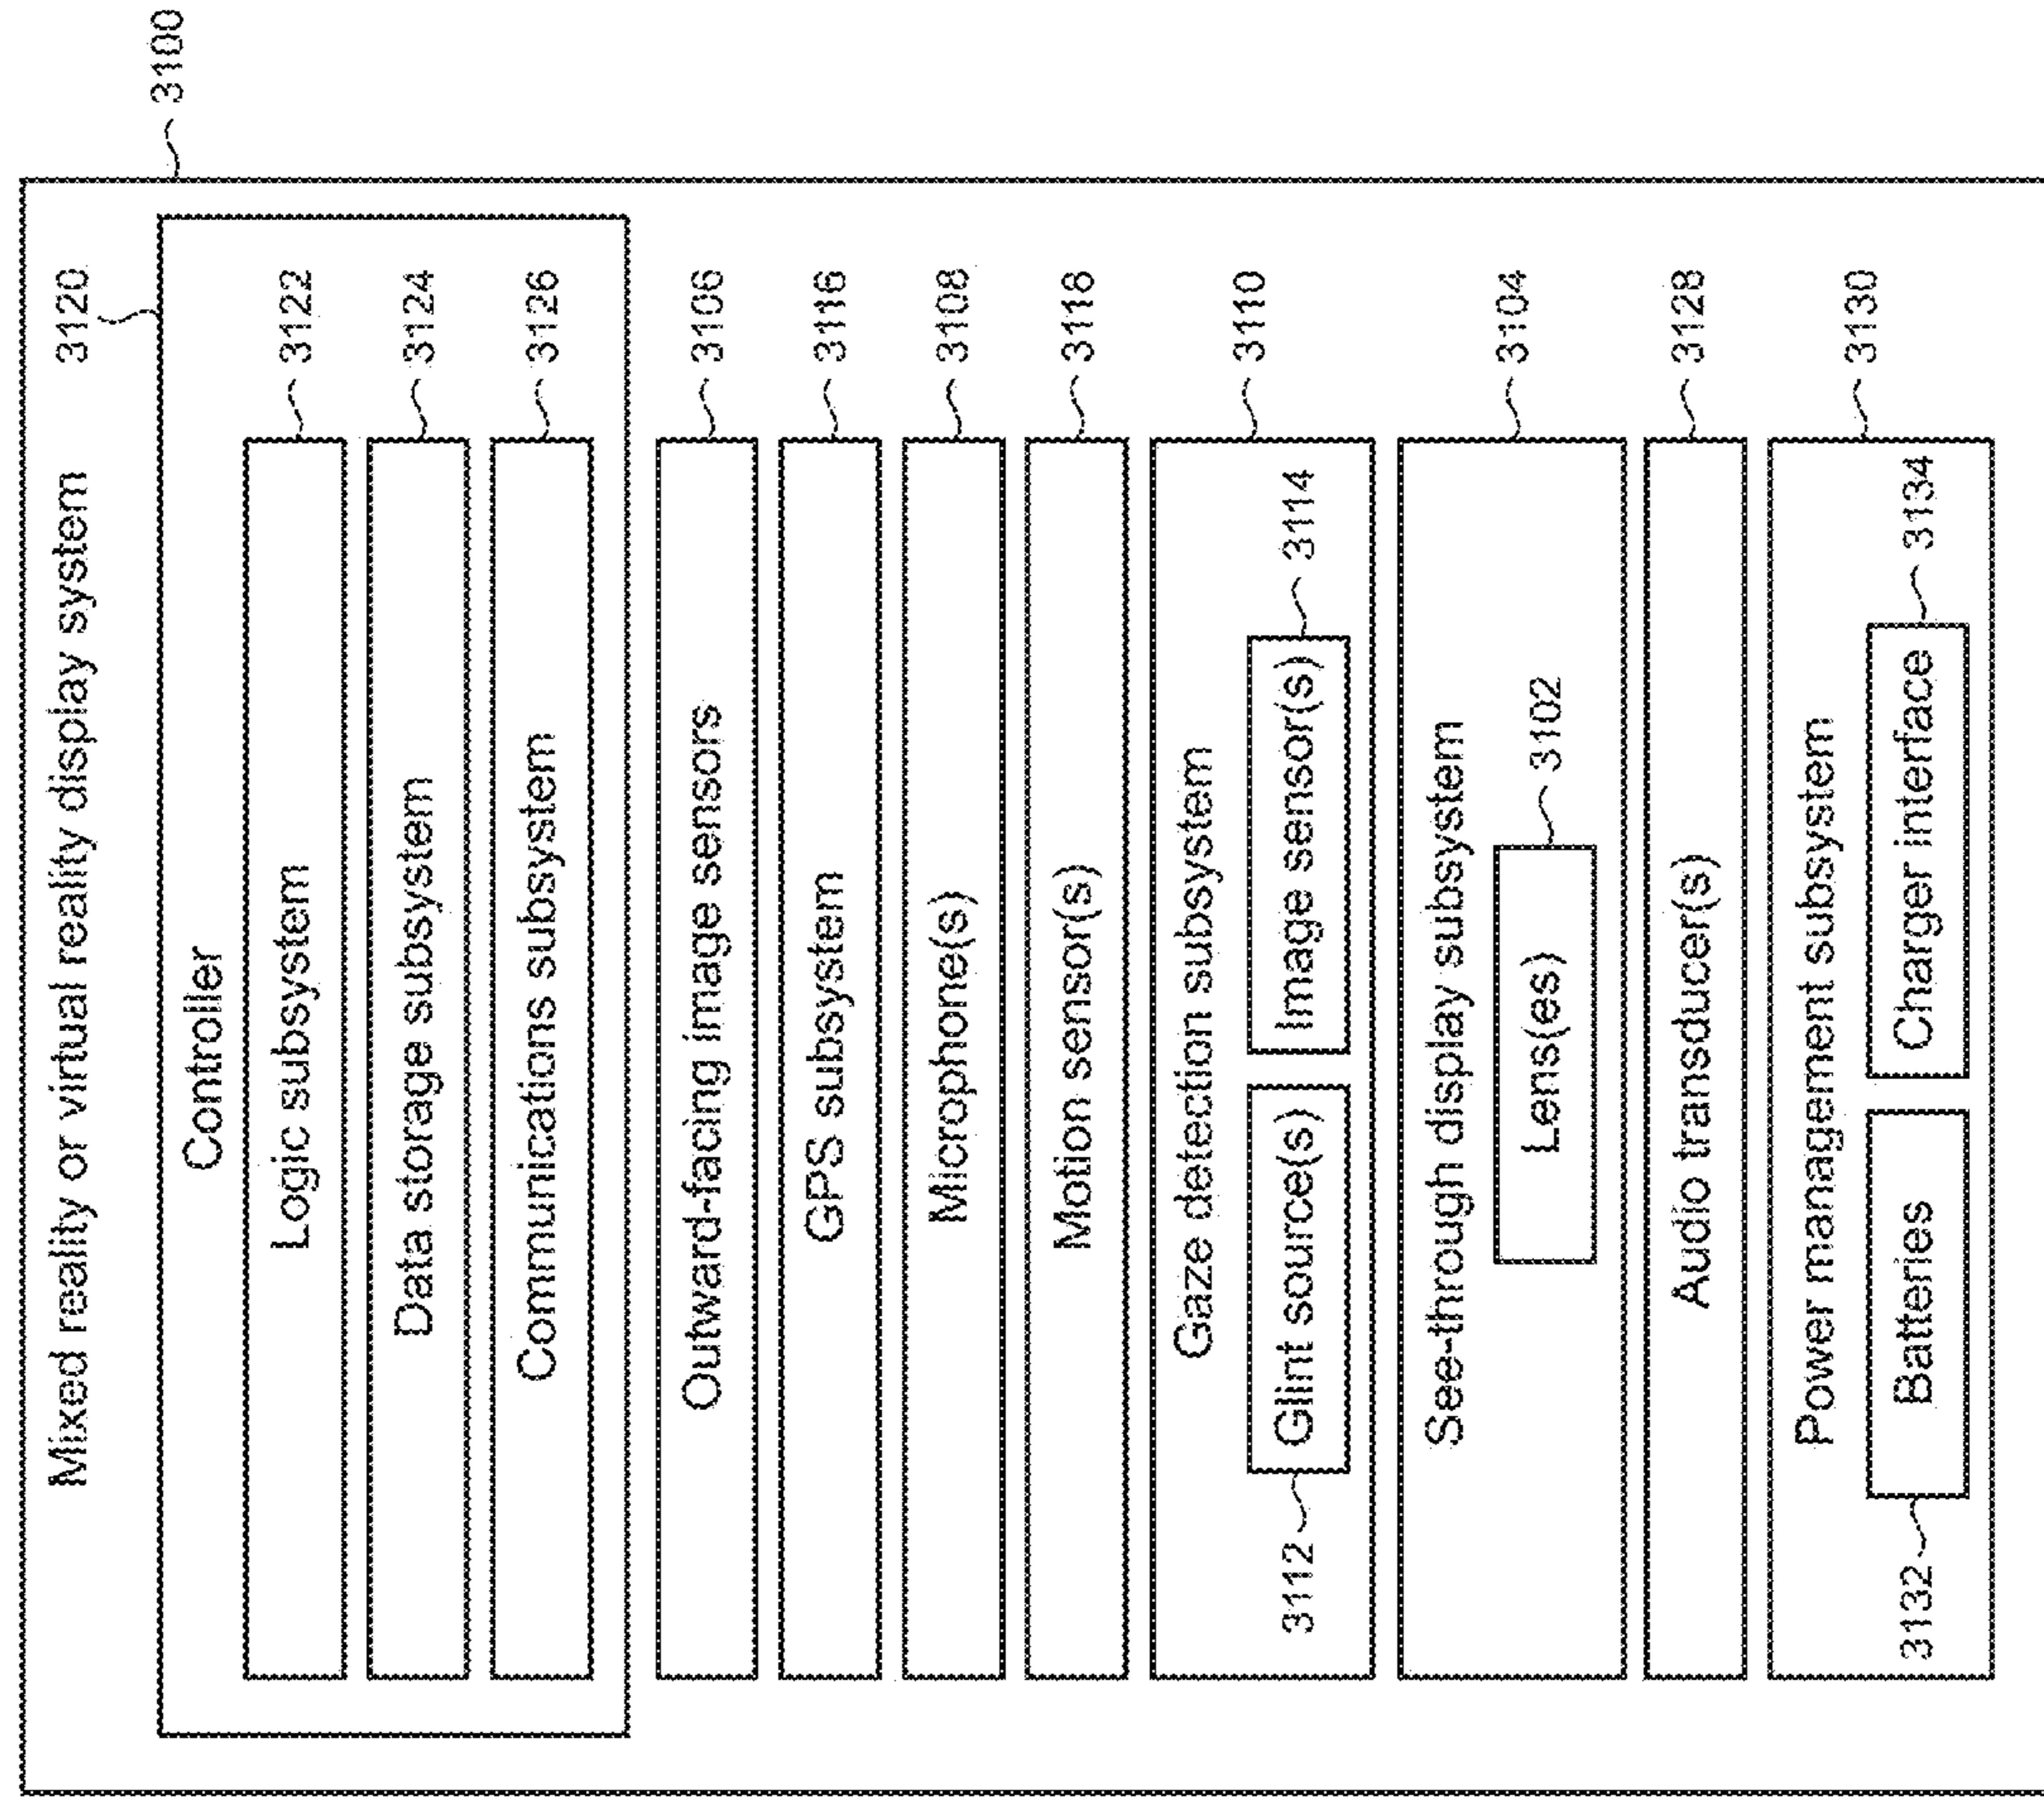 Mixed reality or virtual reality display system
3120
3100
Controller
Logic subsystem
3122
Data storage subsystem
3124
Communications subsystem
3126
Outward-facing image sensors
3106
GPS subsystem
3116
Microphone(s)
3108
Motion sensor(s)
3118
Gaze detection subsystem
3110
3112
Glint source(s)
Image sensor(s)
3114
See-through display subsystem
3104
Lens(es)
3102
Audio transducer(s)
3128
Power management subsystem
3130
3132
Batteries
Charger interface
3134